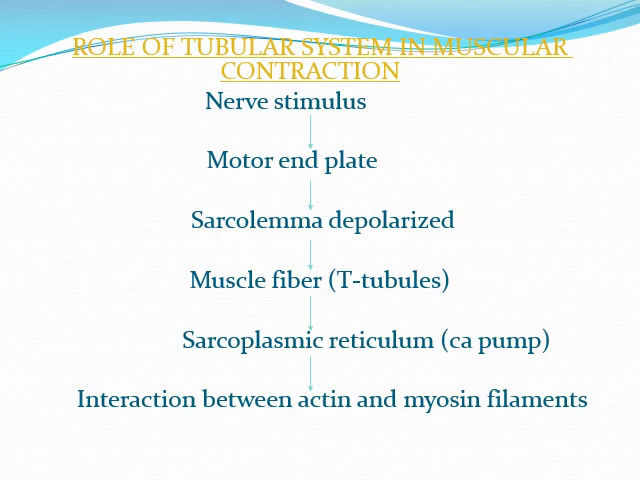 ROLE OF TUBULAR SYSTEM IN MUSCULAR
CONTRACTION
Nerve stimulus
Motor end plate
Sarcolemma depolarized
Muscle fiber (T-tubules)
Sarcoplasmic reticulum (ca pump)
Interaction between actin and myosin filaments